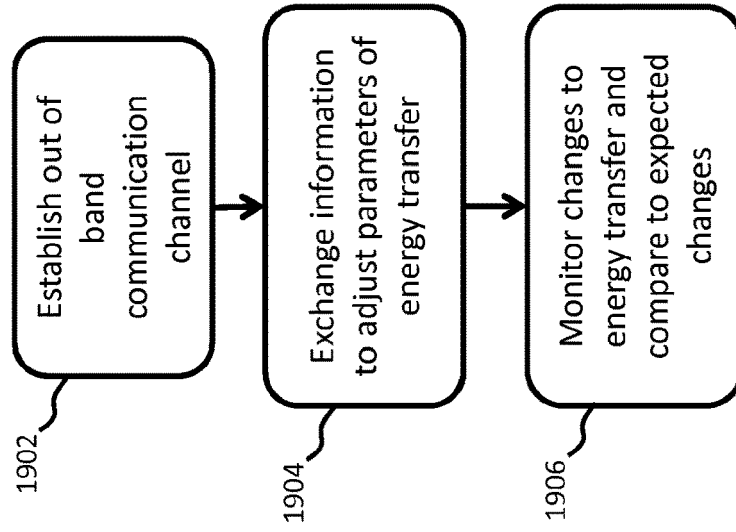 1902
Establish out of
band
communication
channel
1904
Exchange information
to adjust parameters of
energy transfer
1906
Monitor changes to
energy transfer and
compare to expected
changes